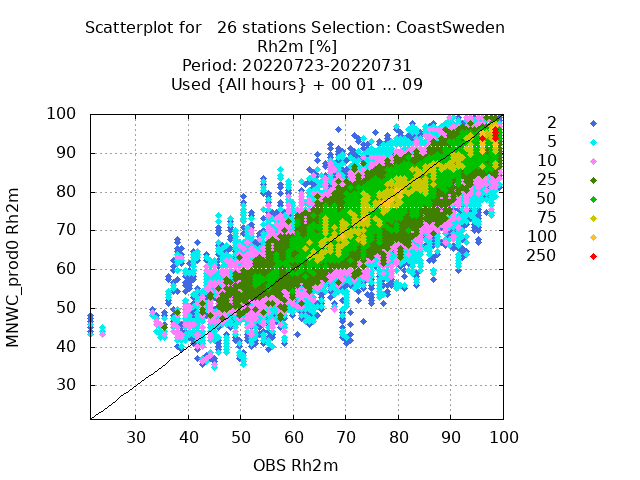 Scatterplot for   26 stations Selection: CoastSweden
Rh2m [%]
Period: 20220723-20220731
Used {All hours} + 00 01 ... 09
100
90
80
70
60
50
40
30
MNWC_prod0 Rh2m
30 40 50 60 70 80 90 100
OBS Rh2m
2
5
10
25
50
75
100
250